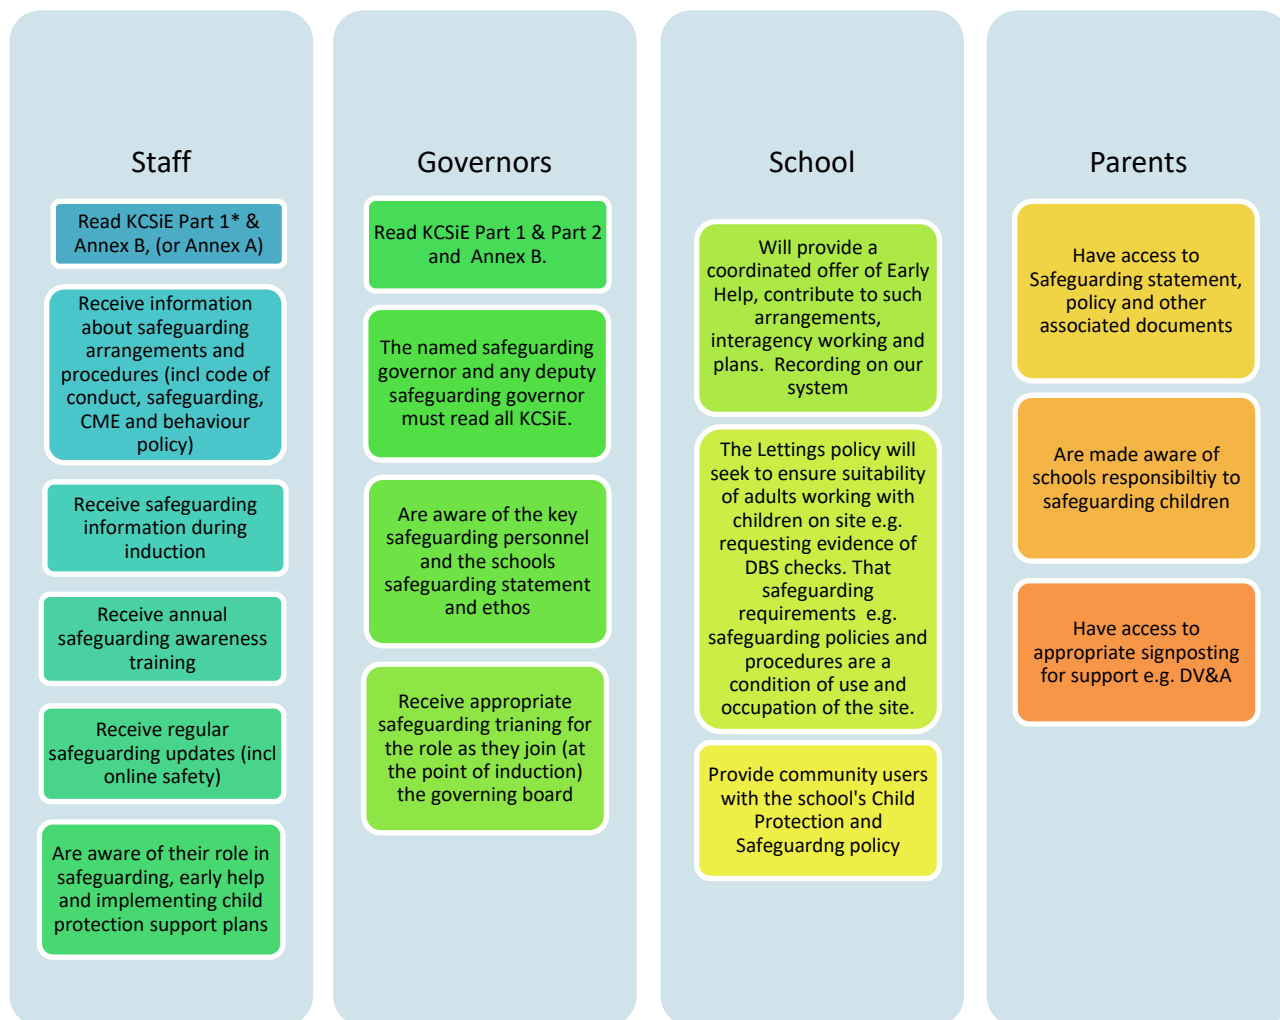 Staff
Read KCSiE Part 1* &
Annex B, (or Annex A)
Receive information
about safeguarding
arrangements and
procedures (incl code of
conduct, safeguarding,
CME and behaviour
policy)
Receive safeguarding
information during
induction
Receive annual
safeguarding awareness
training
Receive regular
safeguarding updates (incl
online safety)
Are aware of their role in
safeguarding, early help
and implementing child
protection support plans
Governors
Read KCSiE Part 1 & Part 2
and Annex B.
The named safeguarding
governor and any deputy
safeguarding governor
must read all KCSiE.
Are aware of the key
safeguarding personnel
and the schools
safeguarding statement
and ethos
Receive appropriate
safeguarding trianing for
the role as they join (at
the point of induction)
the governing board
School
Will provide a
coordinated offer of Early
Help, contribute to such
arrangements,
interagency working and
plans. Recording on our
system
The Lettings policy will
seek to ensure suitability
of adults working with
children on site e.g.
requesting evidence of
DBS checks. That
safeguarding
requirements e.g.
safeguarding policies and
procedures are a
condition of use and
occupation of the site.
Provide community users
with the school's Child
Protection and
Safeguardng policy
Parents
Have access to
Safeguarding statement,
policy and other
associated documents
Are made aware of
schools responsibiltiy to
safeguarding children
Have access to
appropriate signposting
for support e.g. DV&A